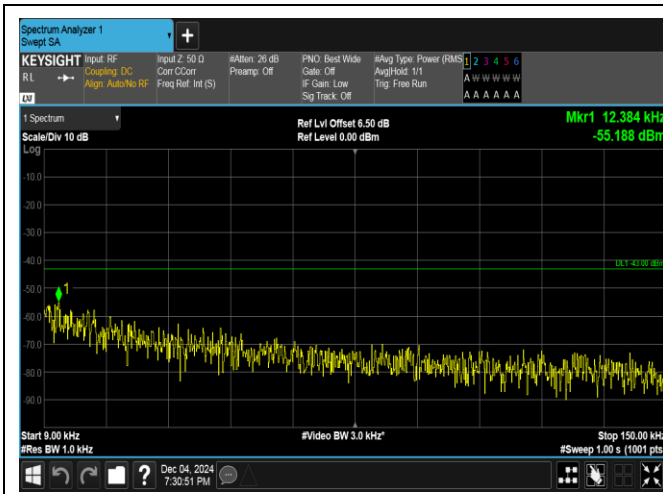 Spectrum Analyzer 1
Swept SA
+
KEYSIGHT
RL
LXI
Input: RF
Coupling: DC
Align: Auto/No RF
Input Z: 50 Ω
Corr CCorr
Freq Ref: Int (S)
#Atten: 26 dB
Preamp: Off
PNO: Best Wide
Gate: Off
IF Gain: Low
Sig Track: Off
#Avg Type: Power (RMS
Avg|Hold: 1/1
Trig: Free Run
1 2 3 4 5 6
A W W W W W
A A A A A A
1 Spectrum
Scale/Div 10 dB
Ref Lvl Offset 6.50 dB
Ref Level 0.00 dBm
Mkr1 12.384 kHz
-55.188 dBm
Log
-10.0
-20.0
-30.0
-40.0
-50.0
-60.0
-70.0
-80.0
-90.0
DL1 -43.00 dBm
1
Start 9.00 kHz
#Res BW 1.0 kHz
#Video BW 3.0 kHz*
Stop 150.00 kHz
#Sweep 1.00 s (1001 pts)
?
Dec 04, 2024
7:30:51 PM